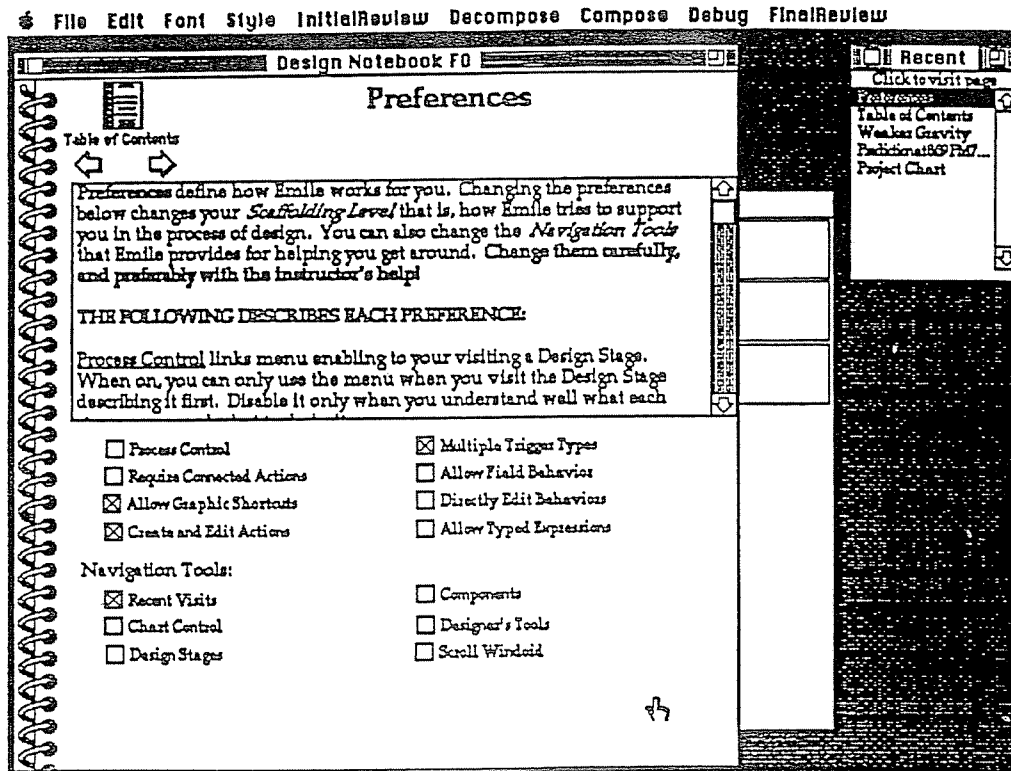 File Edit Font Style InitialReview Decompose Compose Debug FinalReview
Design Notebook FO
Preferences
Table of Contents
Preferences define how Emile works for you. Changing the preferences
below changes your Scaffolding Level that is, how Emile tries to support
you in the process of design. You can also change the Navigation Tools
that Emile provides for helping you get around. Change them carefully,
and preferably with the instructor's help!
THE FOLLOWING DESCRIBES EACH PREFERENCE:
Process Control links menu enabling to your visiting a Design Stage.
When on, you can only use the menu when you visit the Design Stage
describing it first. Disable it only when you understand well what each
Process Control
Require Connected Actions
Allow Graphic Shortcuts
Create and Edit Actions
Multiple Trigger Types
Allow Field Behavior
Directly Edit Behaviors
Allow Typed Expressions
Navigation Tools:
Recent Visits
Chart Control
Design Stages
Components
Designer's Tools
Scroll Windoid
Recent
Click to visit page
Preferences
Table of Contents
Weaker Gravity
Project Chart